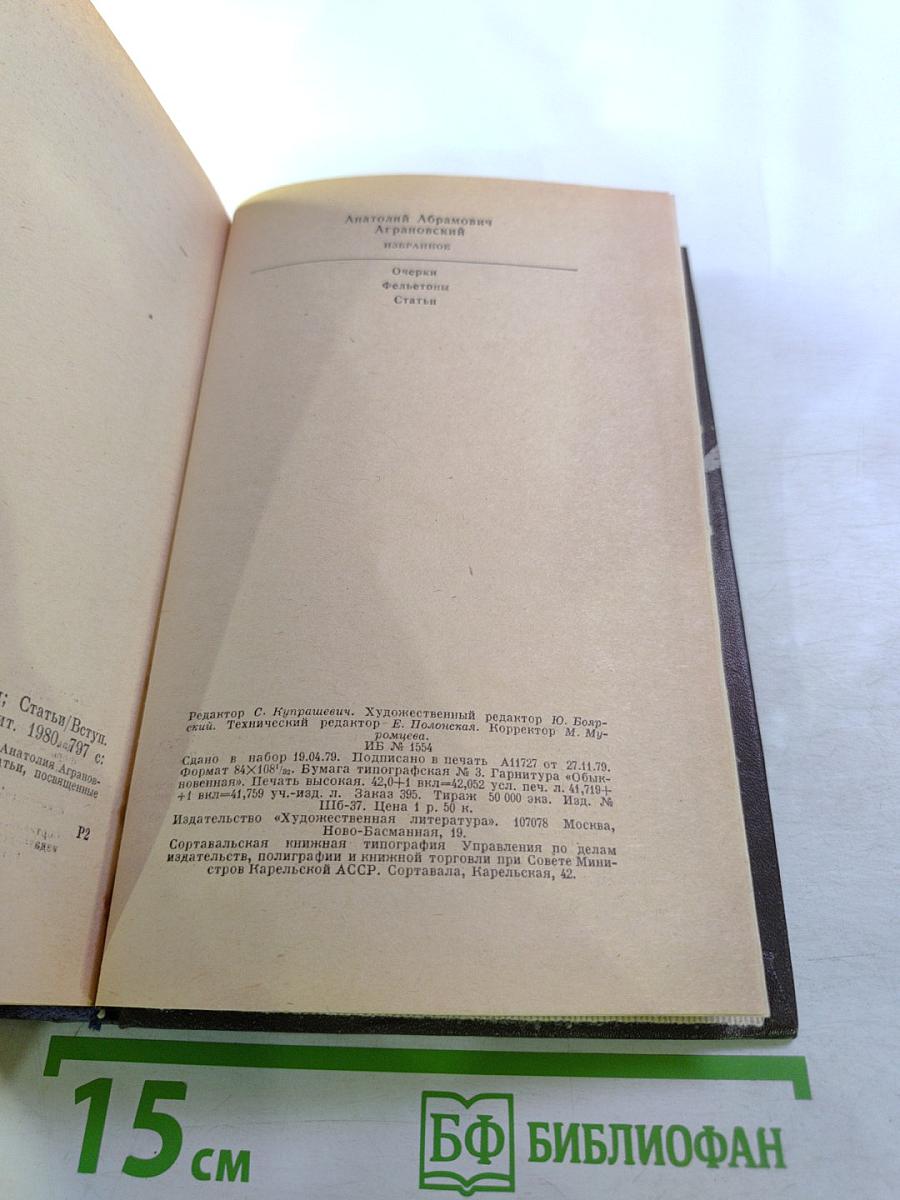 ; Статьи/Вступ.
ит. 1980. 797 с:
Анатолия Агранов-
атьи, посвященные
Р2
Анатолий Абрамович
Аграновский
ИЗБРАННОЕ
Очерки
Фельетоны
Статьи
Редактор С. Купрашевич. Художественный редактор Ю. Бояр-
ский. Технический редактор Е. Полонская. Корректор М. Му-
ромцева.
ИБ № 1554
Сдано в набор 19.04.79. Подписано в печать А11727 от 27.11.79.
Формат 84×108¹/₃₂. Бумага типографская № 3. Гарнитура «Обык-
новенная». Печать высокая. 42,0+1 вкл=42,052 усл. печ. л. 41,719+
+1 вкл=41,759 уч.-изд. л. Заказ 395. Тираж 50 000 экз. Изд. №
IIIб-37. Цена 1 р. 50 к.
Издательство «Художественная литература». 107078 Москва,
Ново-Басманная, 19.
Сортавальская книжная типография Управления по делам
издательств, полиграфии и книжной торговли при Совете Мини-
стров Карельской АССР. Сортавала, Карельская, 42.
15 см
БФ БИБЛИОФАН